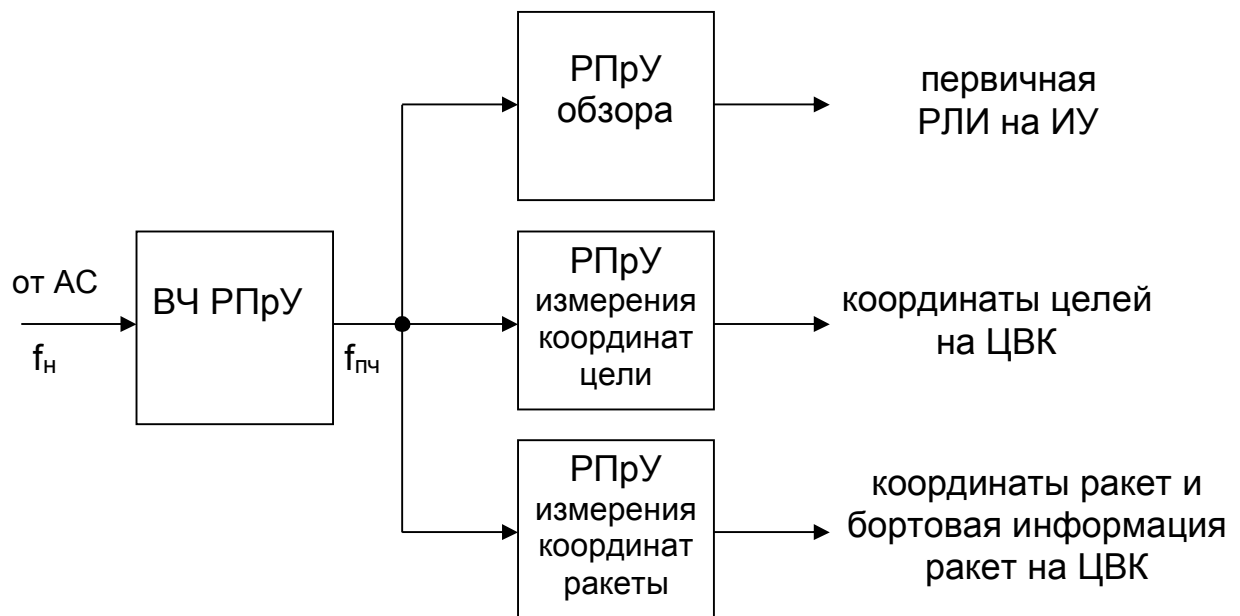 РПрУ
обзора
первичная
РЛИ на ИУ
от АС
fн
ВЧ РПрУ
fпч
РПрУ
измерения
координат
цели
координаты целей
на ЦВК
РПрУ
измерения
координат
ракеты
координаты ракет и
бортовая информация
ракет на ЦВК